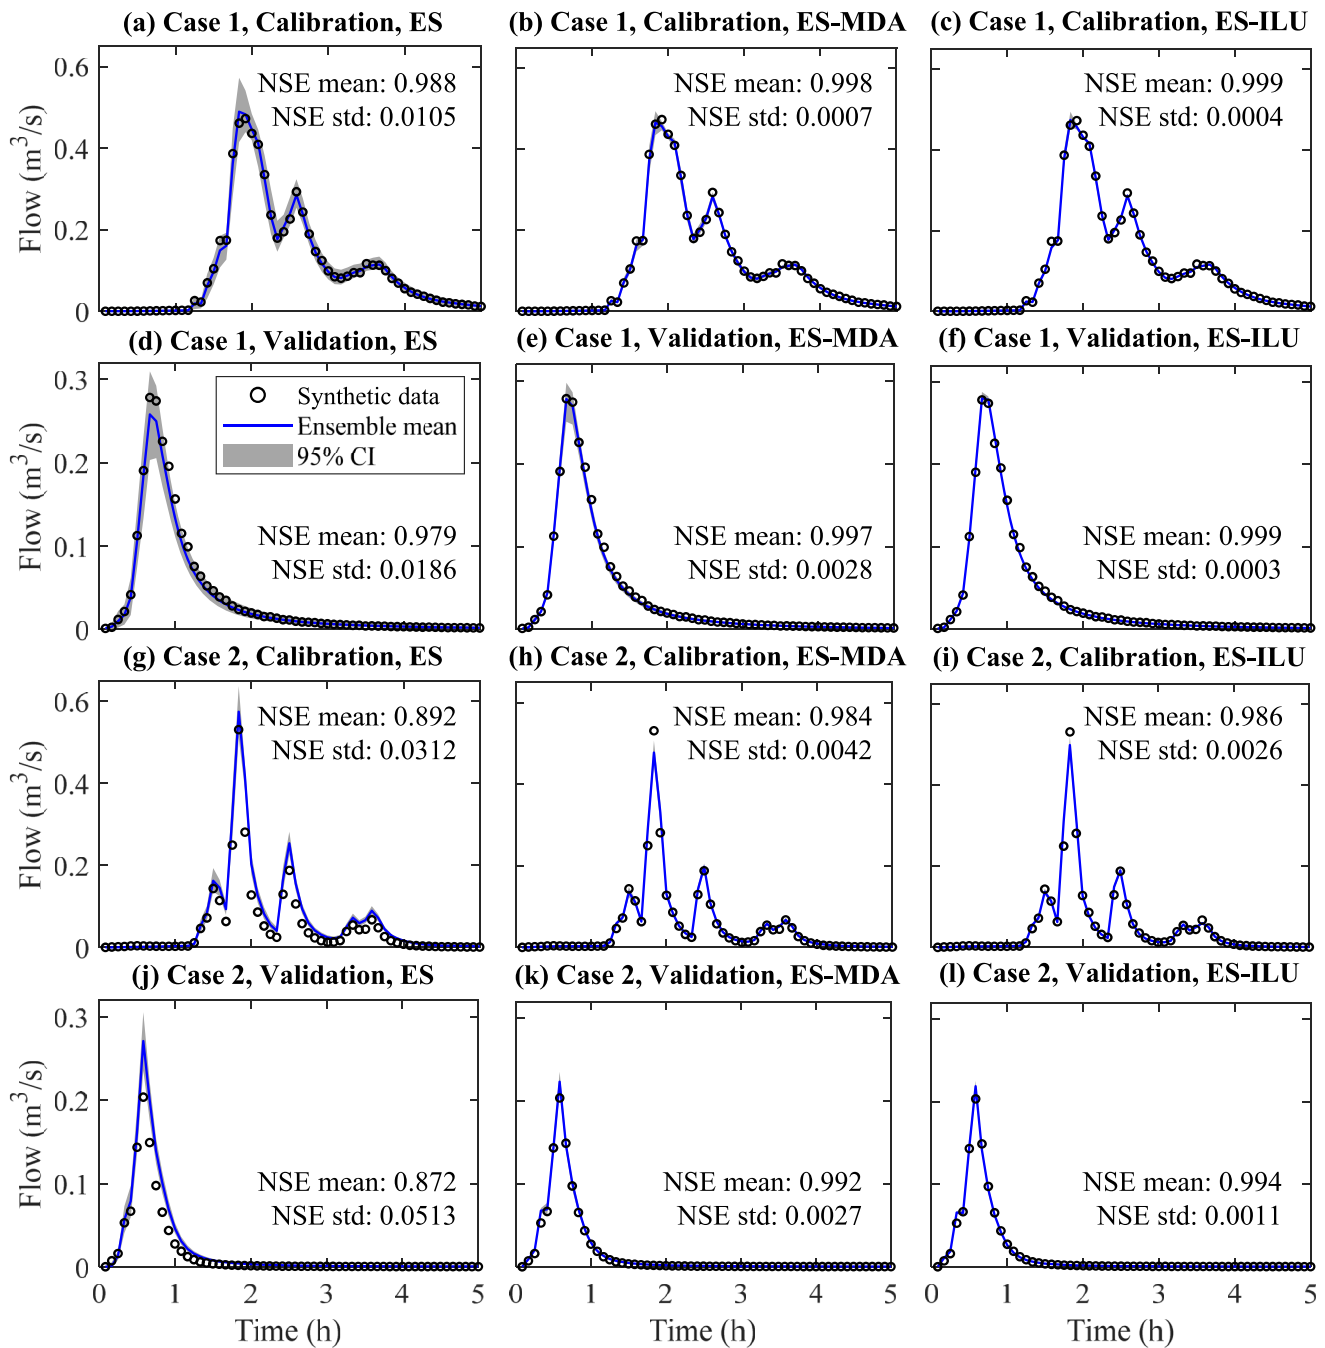 (a) Case 1, Calibration, ES
(b) Case 1, Calibration, ES-MDA
(c) Case 1, Calibration, ES-ILU
0.6
0.4
0.2
0
Flow (m³/s)
NSE mean: 0.988
NSE std: 0.0105
NSE mean: 0.998
NSE std: 0.0007
NSE mean: 0.999
NSE std: 0.0004
(d) Case 1, Validation, ES
(e) Case 1, Validation, ES-MDA
(f) Case 1, Validation, ES-ILU
0.3
0.2
0.1
0
Flow (m³/s)
Synthetic data
Ensemble mean
95% CI
NSE mean: 0.979
NSE std: 0.0186
NSE mean: 0.997
NSE std: 0.0028
NSE mean: 0.999
NSE std: 0.0003
(g) Case 2, Calibration, ES
(h) Case 2, Calibration, ES-MDA
(i) Case 2, Calibration, ES-ILU
0.6
0.4
0.2
0
Flow (m³/s)
NSE mean: 0.892
NSE std: 0.0312
NSE mean: 0.984
NSE std: 0.0042
NSE mean: 0.986
NSE std: 0.0026
(j) Case 2, Validation, ES
(k) Case 2, Validation, ES-MDA
(l) Case 2, Validation, ES-ILU
0.3
0.2
0.1
0
Flow (m³/s)
NSE mean: 0.872
NSE std: 0.0513
NSE mean: 0.992
NSE std: 0.0027
NSE mean: 0.994
NSE std: 0.0011
0 1 2 3 4 5
0 1 2 3 4 5
0 1 2 3 4 5
Time (h)
Time (h)
Time (h)